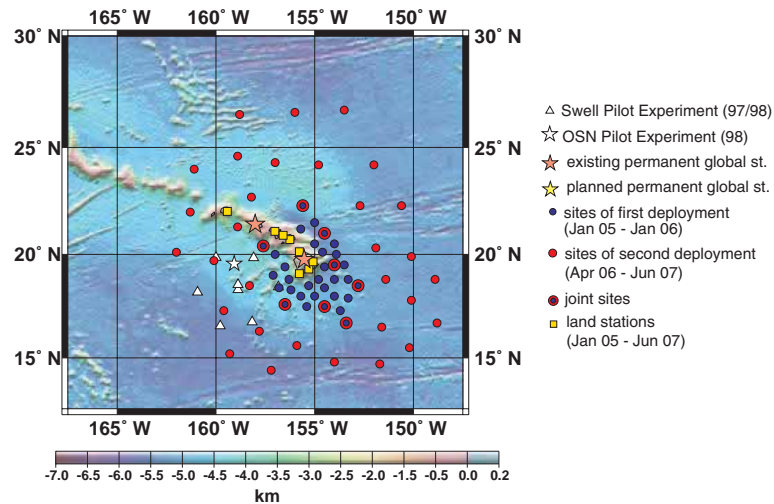 165° W 160° W 155° W 150° W
30° N 30° N
25° N 25° N
20° N 20° N
15° N 15° N
165° W 160° W 155° W 150° W
-7.0 -6.5 -6.0 -5.5 -5.0 -4.5 -4.0 -3.5 -3.0 -2.5 -2.0 -1.5 -0.5 0.0 0.2
km
Swell Pilot Experiment (97/98)
OSN Pilot Experiment (98)
existing permanent global st.
planned permanent global st.
sites of first deployment
(Jan 05 - Jan 06)
sites of second deployment
(Apr 06 - Jun 07)
joint sites
land stations
(Jan 05 - Jun 07)